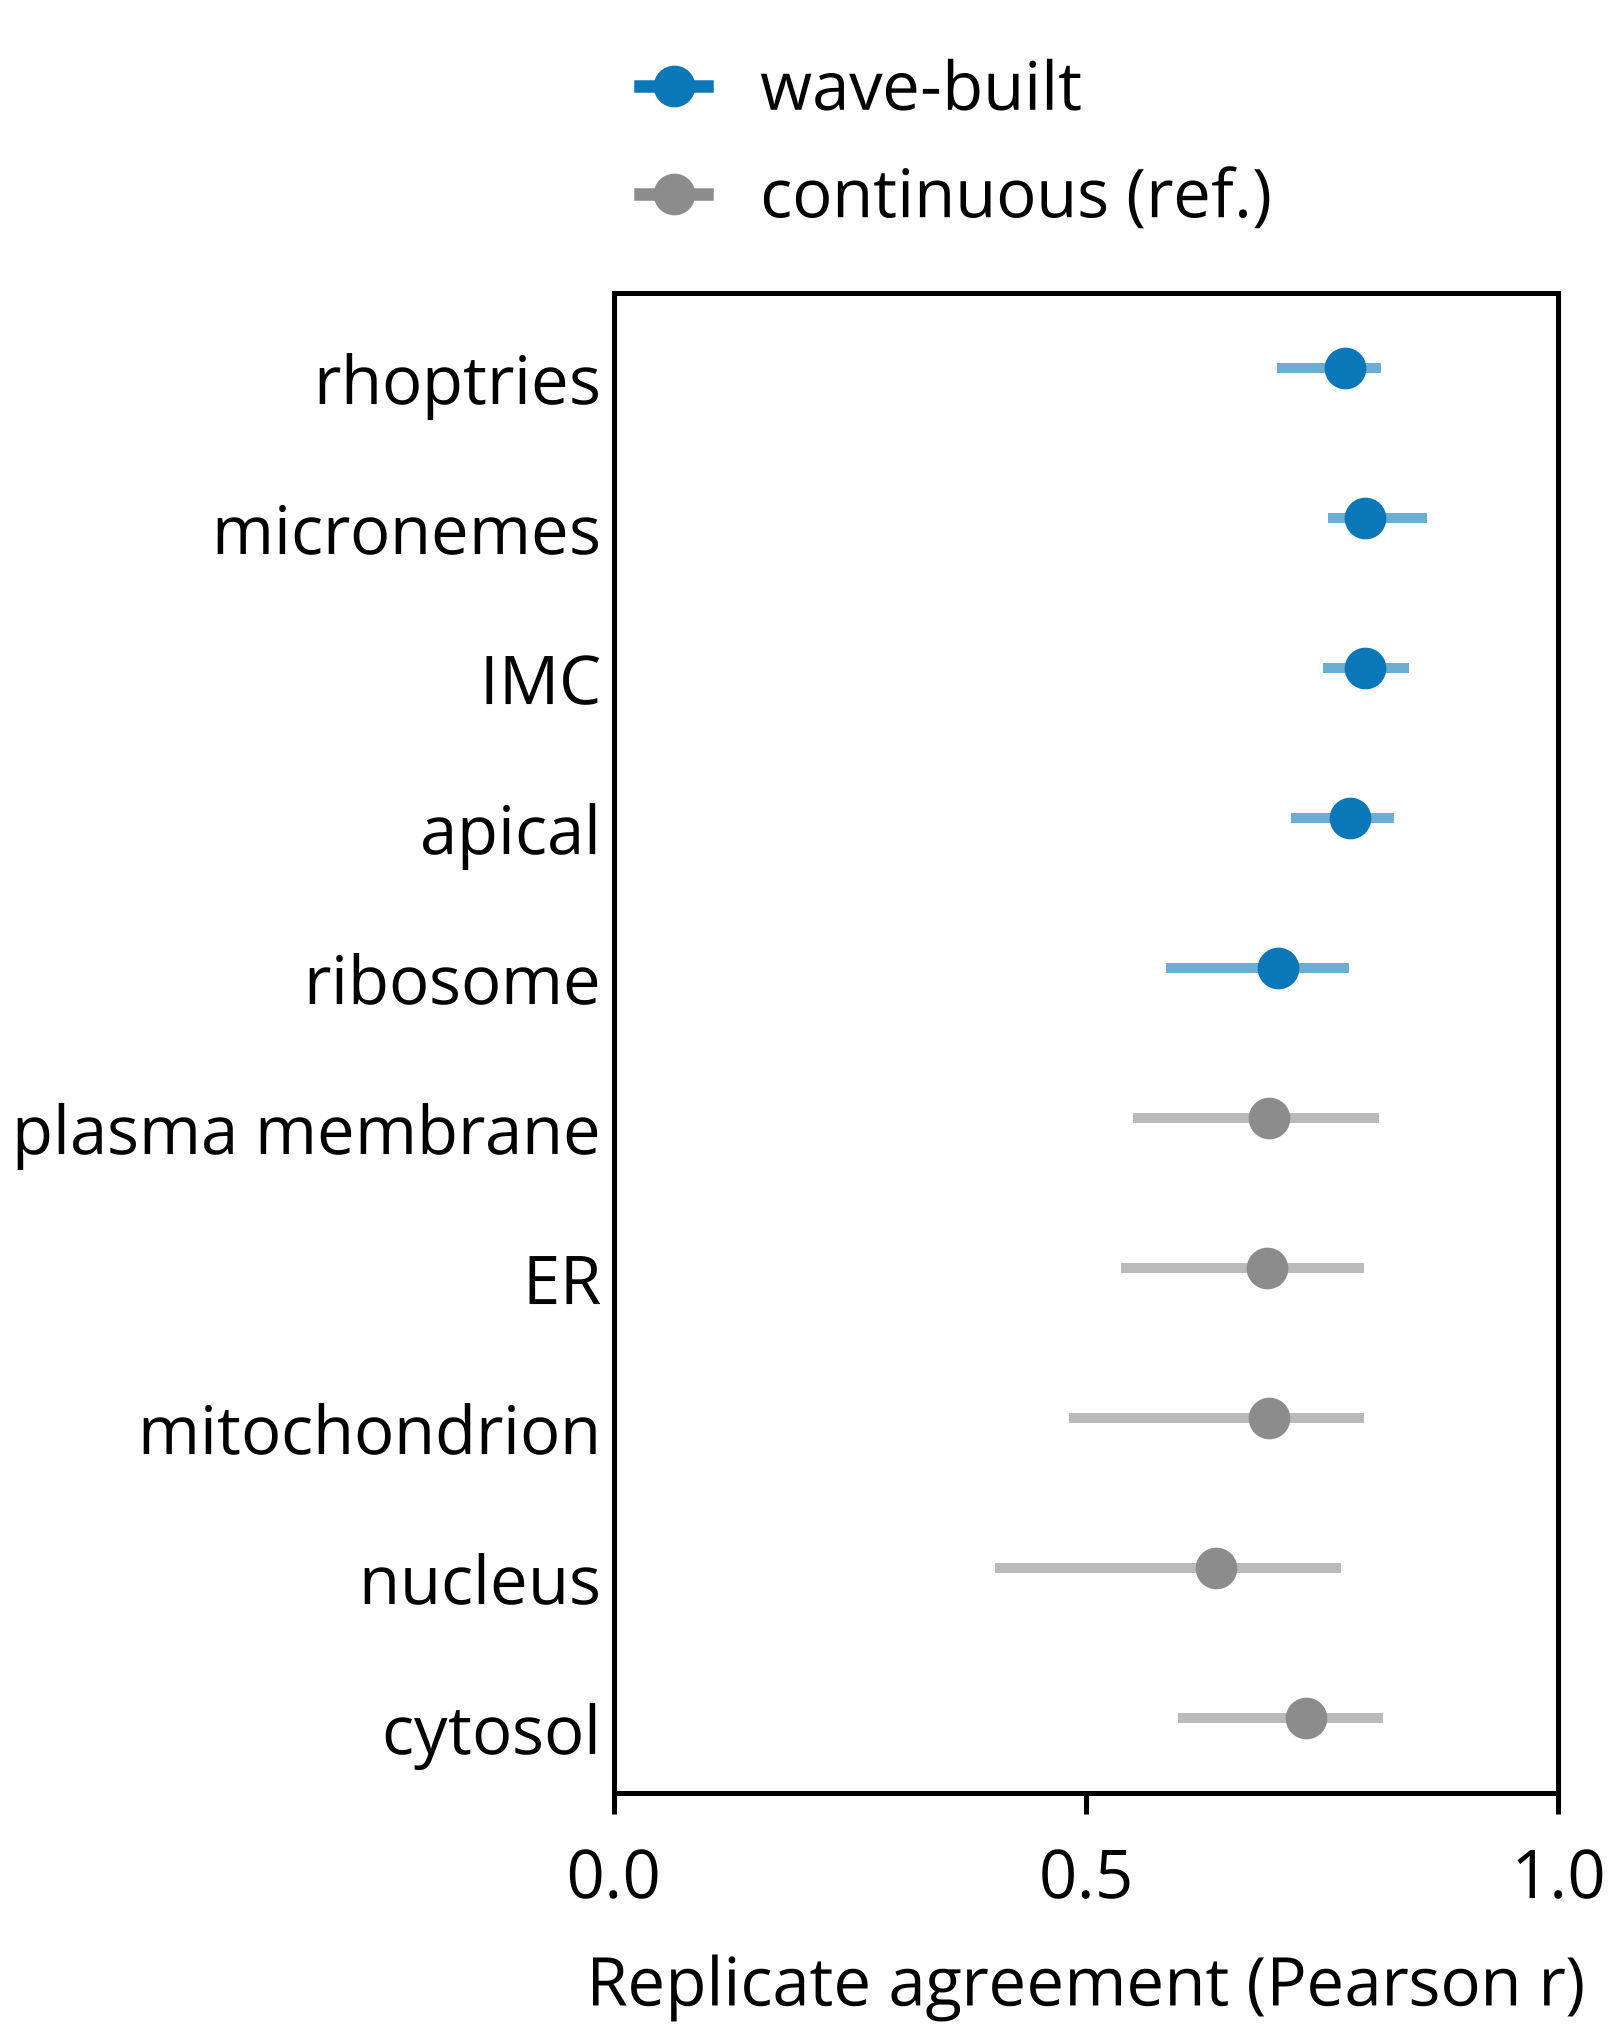 wave-built
continuous (ref.)
rhoptries
micronemes
IMC
apical
ribosome
plasma membrane
ER
mitochondrion
nucleus
cytosol
0.0 0.5 1.0
Replicate agreement (Pearson r)